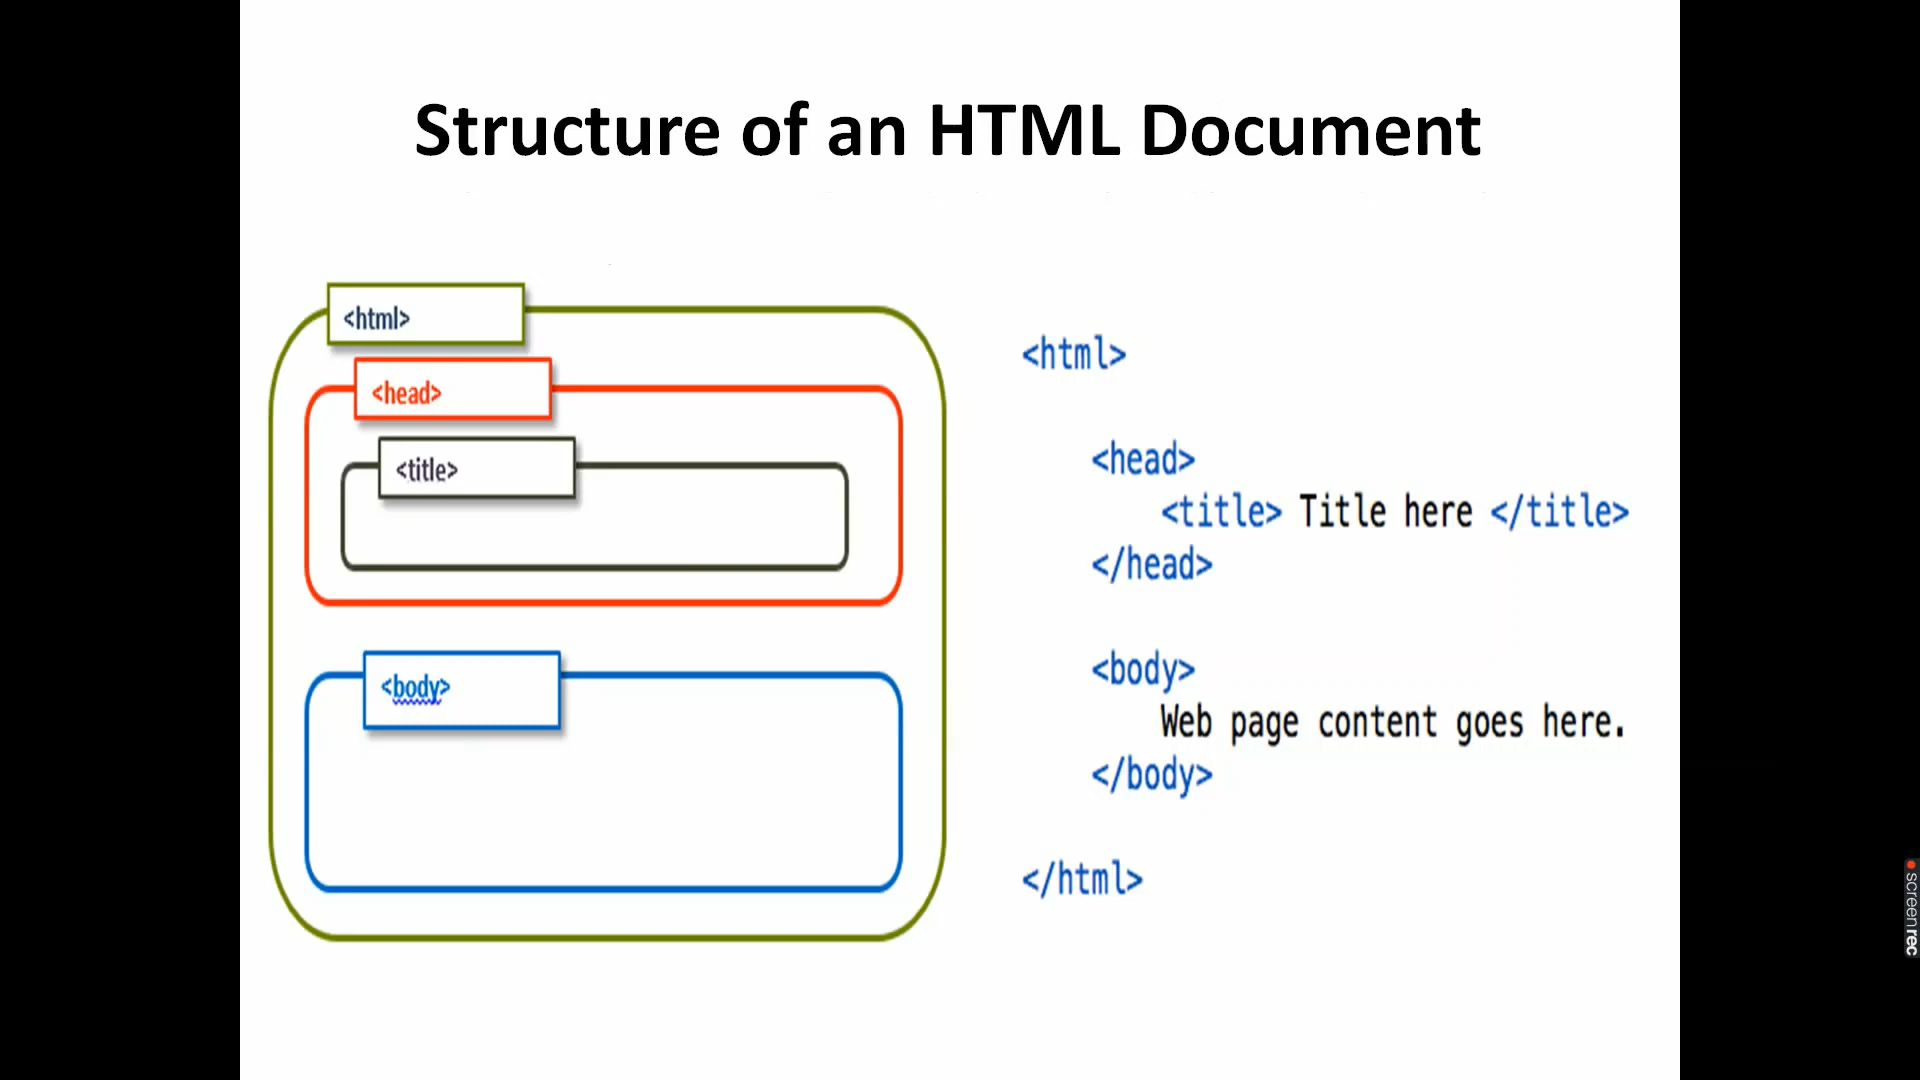 Structure of an HTML Document
<html>
<head>
<title>
<body>
<html>
<head>
<title> Title here </title>
</head>
<body>
Web page content goes here.
</body>
</html>
screenrec